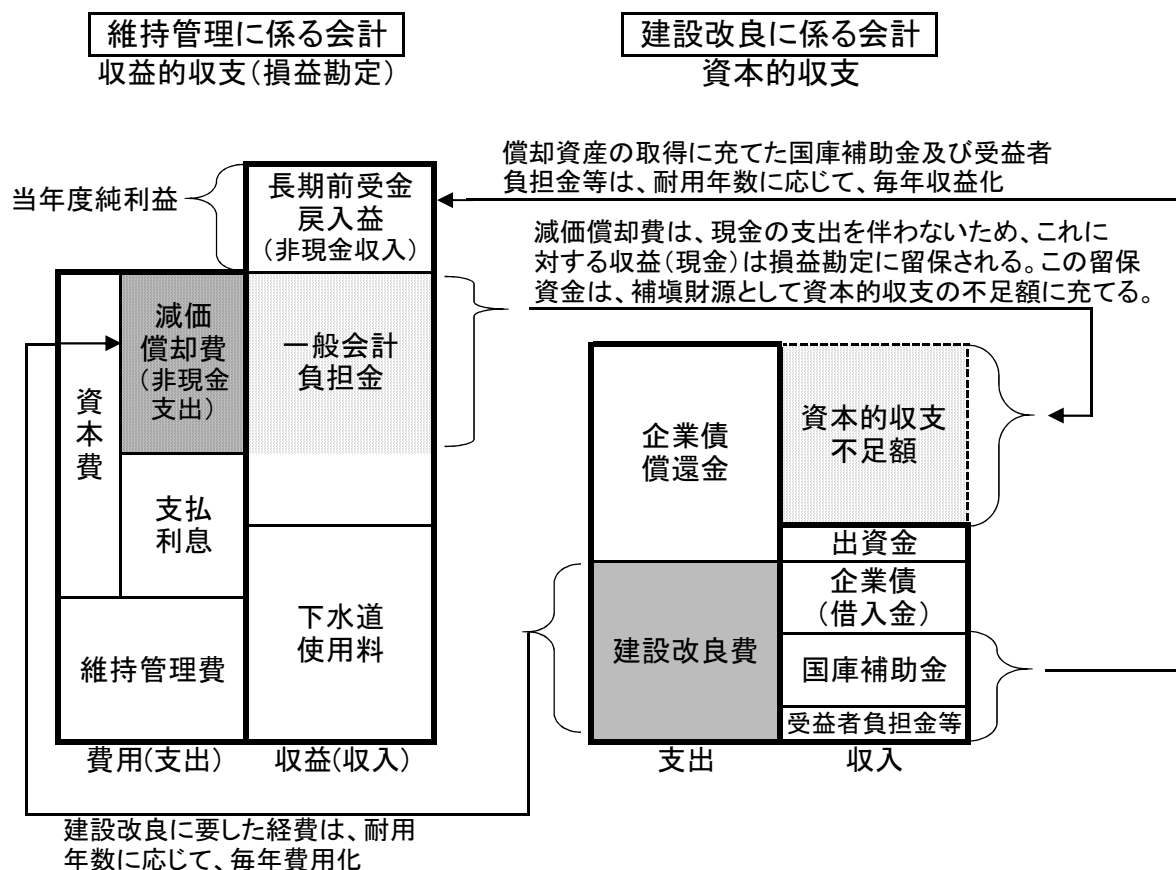 維持管理に係る会計
収益的収支(損益勘定)
建設改良に係る会計
資本的収支
償却資産の取得に充てた国庫補助金及び受益者
負担金等は、耐用年数に応じて、毎年収益化
当年度純利益
長期前受金
戻入益
(非現金収入)
減価償却費は、現金の支出を伴わないため、これに
対する収益(現金)は損益勘定に留保される。この留保
資金は、補塡財源として資本的収支の不足額に充てる。
資
本
費
減価
償却費
(非現金
支出)
一般会計
負担金
支払
利息
下水道
使用料
維持管理費
費用(支出)
収益(収入)
企業債
償還金
資本的収支
不足額
出資金
企業債
(借入金)
建設改良費
国庫補助金
受益者負担金等
支出
収入
建設改良に要した経費は、耐用
年数に応じて、毎年費用化